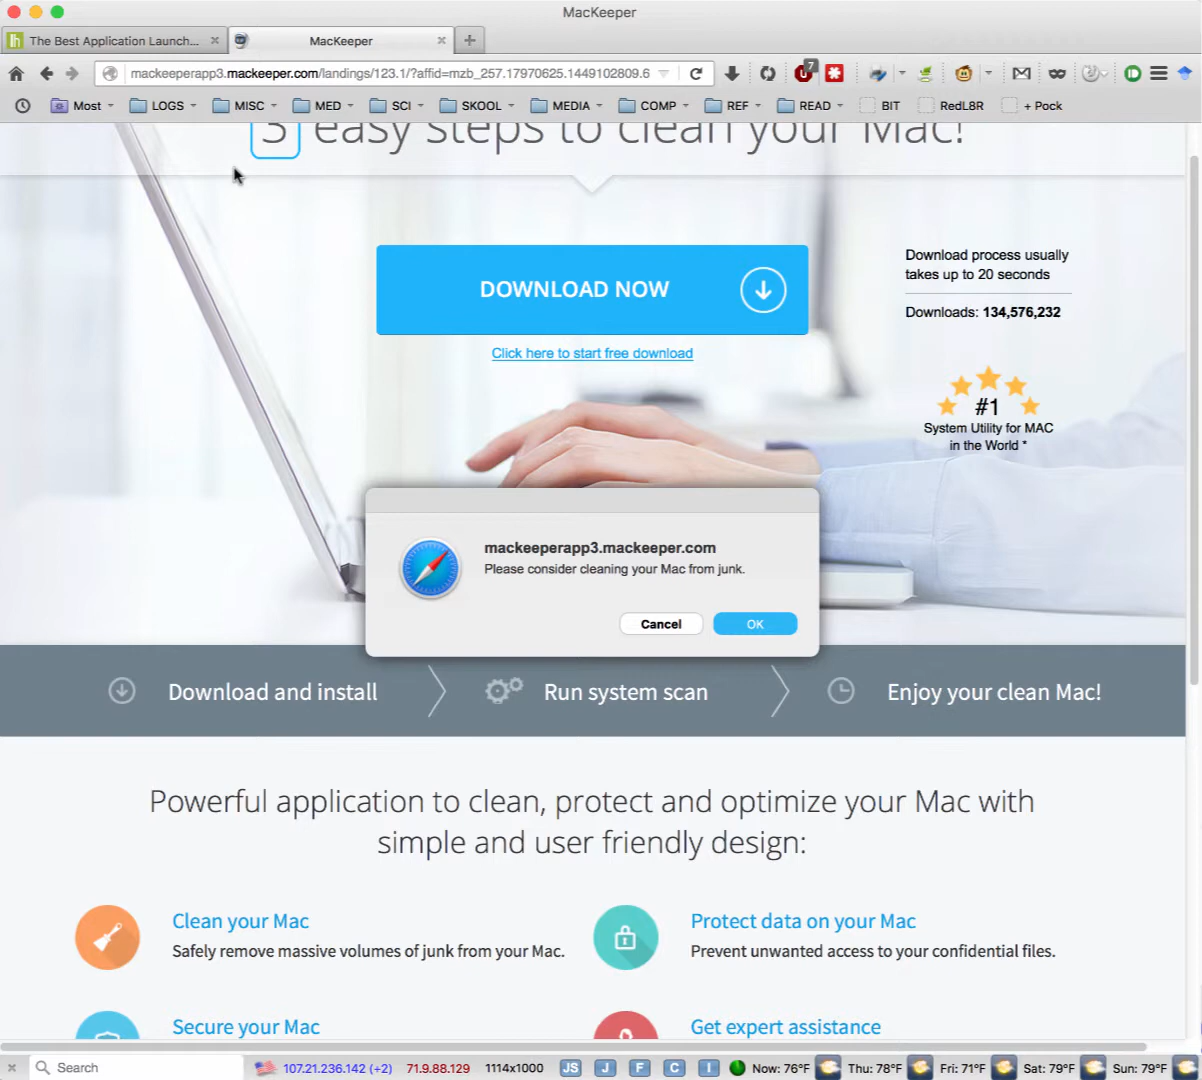 MacKeeper
The Best Application Launch...
MacKeeper
mackeeperapp3.mackeeper.com/landings/123.1/?affid=mzb_257.17970625.1449102809.6
7
Most
LOGS
MISC
MED
SCI
SKOOL
MEDIA
COMP
REF
READ
BIT
RedL8R
+ Pock
3 easy steps to clean your Mac!
DOWNLOAD NOW
Click here to start free download
Download process usually
takes up to 20 seconds
Downloads: 134,576,232
#1
System Utility for MAC
in the World *
mackeeperapp3.mackeeper.com
Please consider cleaning your Mac from junk.
Cancel
OK
Download and install
Run system scan
Enjoy your clean Mac!
Powerful application to clean, protect and optimize your Mac with
simple and user friendly design:
Clean your Mac
Safely remove massive volumes of junk from your Mac.
Protect data on your Mac
Prevent unwanted access to your confidential files.
Secure your Mac
Get expert assistance
Search
107.21.236.142 (+2)
71.9.88.129
1114x1000
JS
J
F
C
I
Now: 76°F
Thu: 78°F
Fri: 71°F
Sat: 79°F
Sun: 79°F